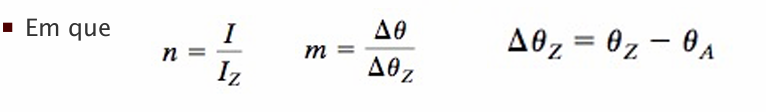 ▪ Em que n = I / I_Z m = Δθ / Δθ_Z Δθ_Z = θ_Z − θ_A